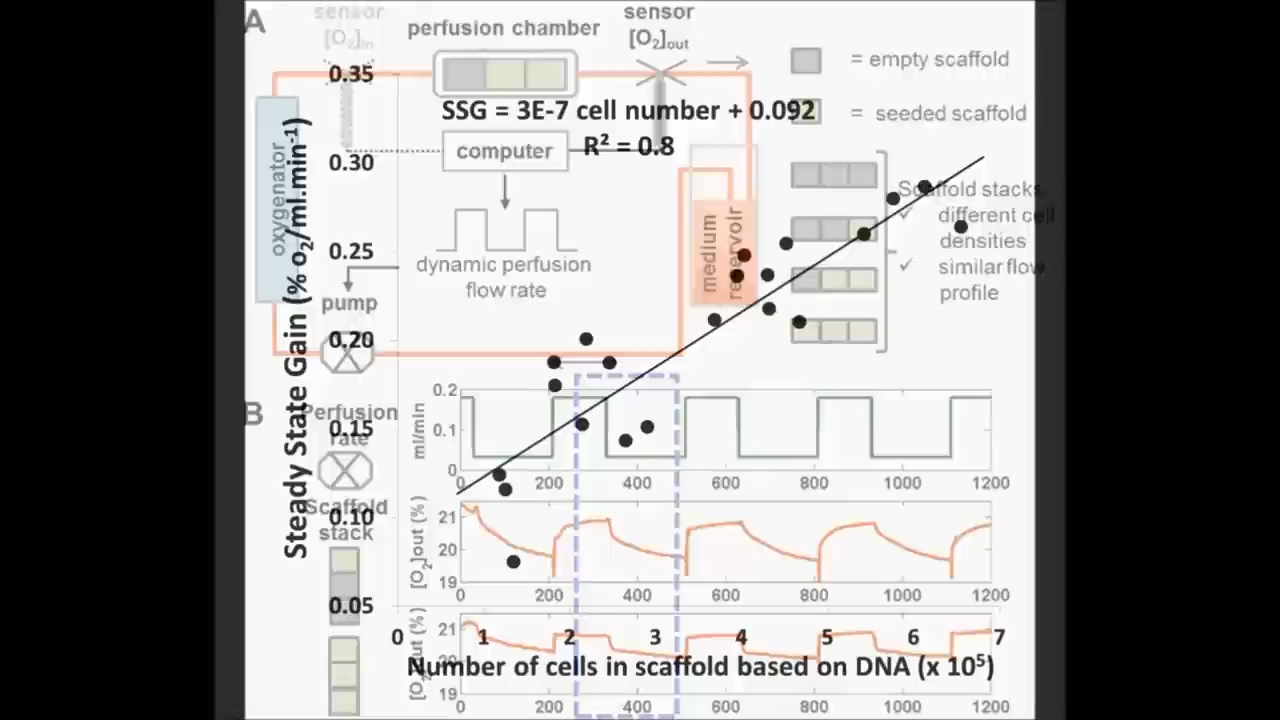 A
sensor
[O₂]in
perfusion chamber
sensor
[O₂]out
= empty scaffold
= seeded scaffold
0.35
SSG = 3E-7 cell number + 0.092
R² = 0.8
computer
0.30
oxygenator
Steady State Gain (% o₂/ml.min⁻¹)
medium
reservoir
Scaffold stacks
✓ different cell
densities
✓ similar flow
profile
0.25
dynamic perfusion
flow rate
pump
0.20
B
Perfusion
rate
0.15
ml/min
0.2
0.1
0
0 200 400 600 800 1000 1200
Scaffold
stack
0.10
[O₂]out (%)
21
20
19
0 200 400 600 800 1000 1200
0.05
[O₂]out (%)
21
20
19
0 1 2 3 4 5 6 7
Number of cells in scaffold based on DNA (x 10⁵)
0 200 400 600 800 1000 1200